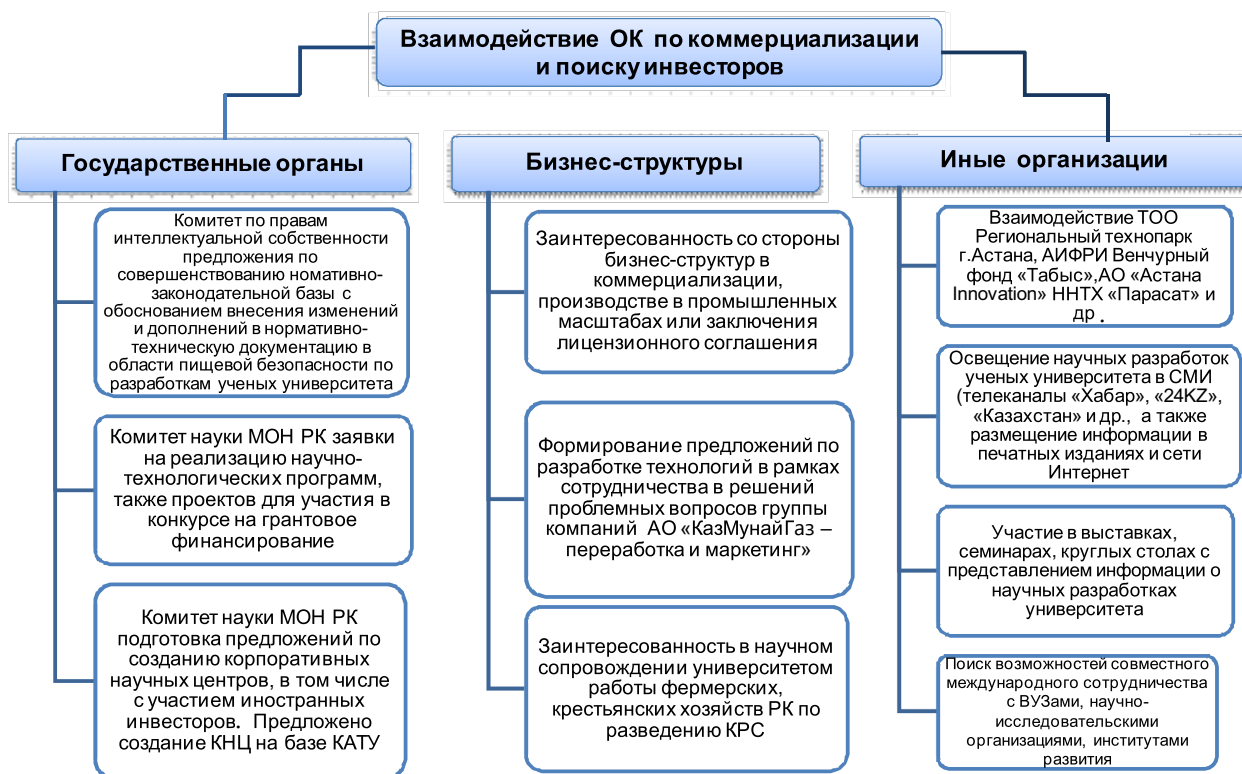 Взаимодействие ОК по коммерциализации
и поиску инвесторов
Государственные органы
Комитет по правам
интеллектуальной собственности
предложения по
совершенствованию номативно-
законодательной базы с
обоснованием внесения изменений
и дополнений в нормативно-
техническую документацию в
области пищевой безопасности по
разработкам ученых университета
Комитет науки МОН РК заявки
на реализацию научно-
технологических программ,
также проектов для участия в
конкурсе на грантовое
финансирование
Комитет науки МОН РК
подготовка предложений по
созданию корпоративных
научных центров, в том числе
с участием иностранных
инвесторов. Предложено
создание КНЦ на базе КАТУ
Бизнес-структуры
Заинтересованность со стороны
бизнес-структур в
коммерциализации,
производстве в промышленных
масштабах или заключения
лицензионного соглашения
Формирование предложений по
разработке технологий в рамках
сотрудничества в решений
проблемных вопросов группы
компаний АО «КазМунайГаз –
переработка и маркетинг»
Заинтересованность в научном
сопровождении университетом
работы фермерских,
крестьянских хозяйств РК по
разведению КРС
Иные организации
Взаимодействие ТОО
Региональный технопарк
г.Астана, АИФРИ Венчурный
фонд «Табыс»,АО «Астана
Innovation» ННТХ «Парасат» и
др .
Освещение научных разработок
ученых университета в СМИ
(телеканалы «Хабар», «24KZ»,
«Казахстан» и др., а также
размещение информации в
печатных изданиях и сети
Интернет
Участие в выставках,
семинарах, круглых столах с
представлением информации о
научных разработках
университета
Поиск возможностей совместного
международного сотрудничества
с ВУЗами, научно-
исследовательскими
организациями, институтами
развития